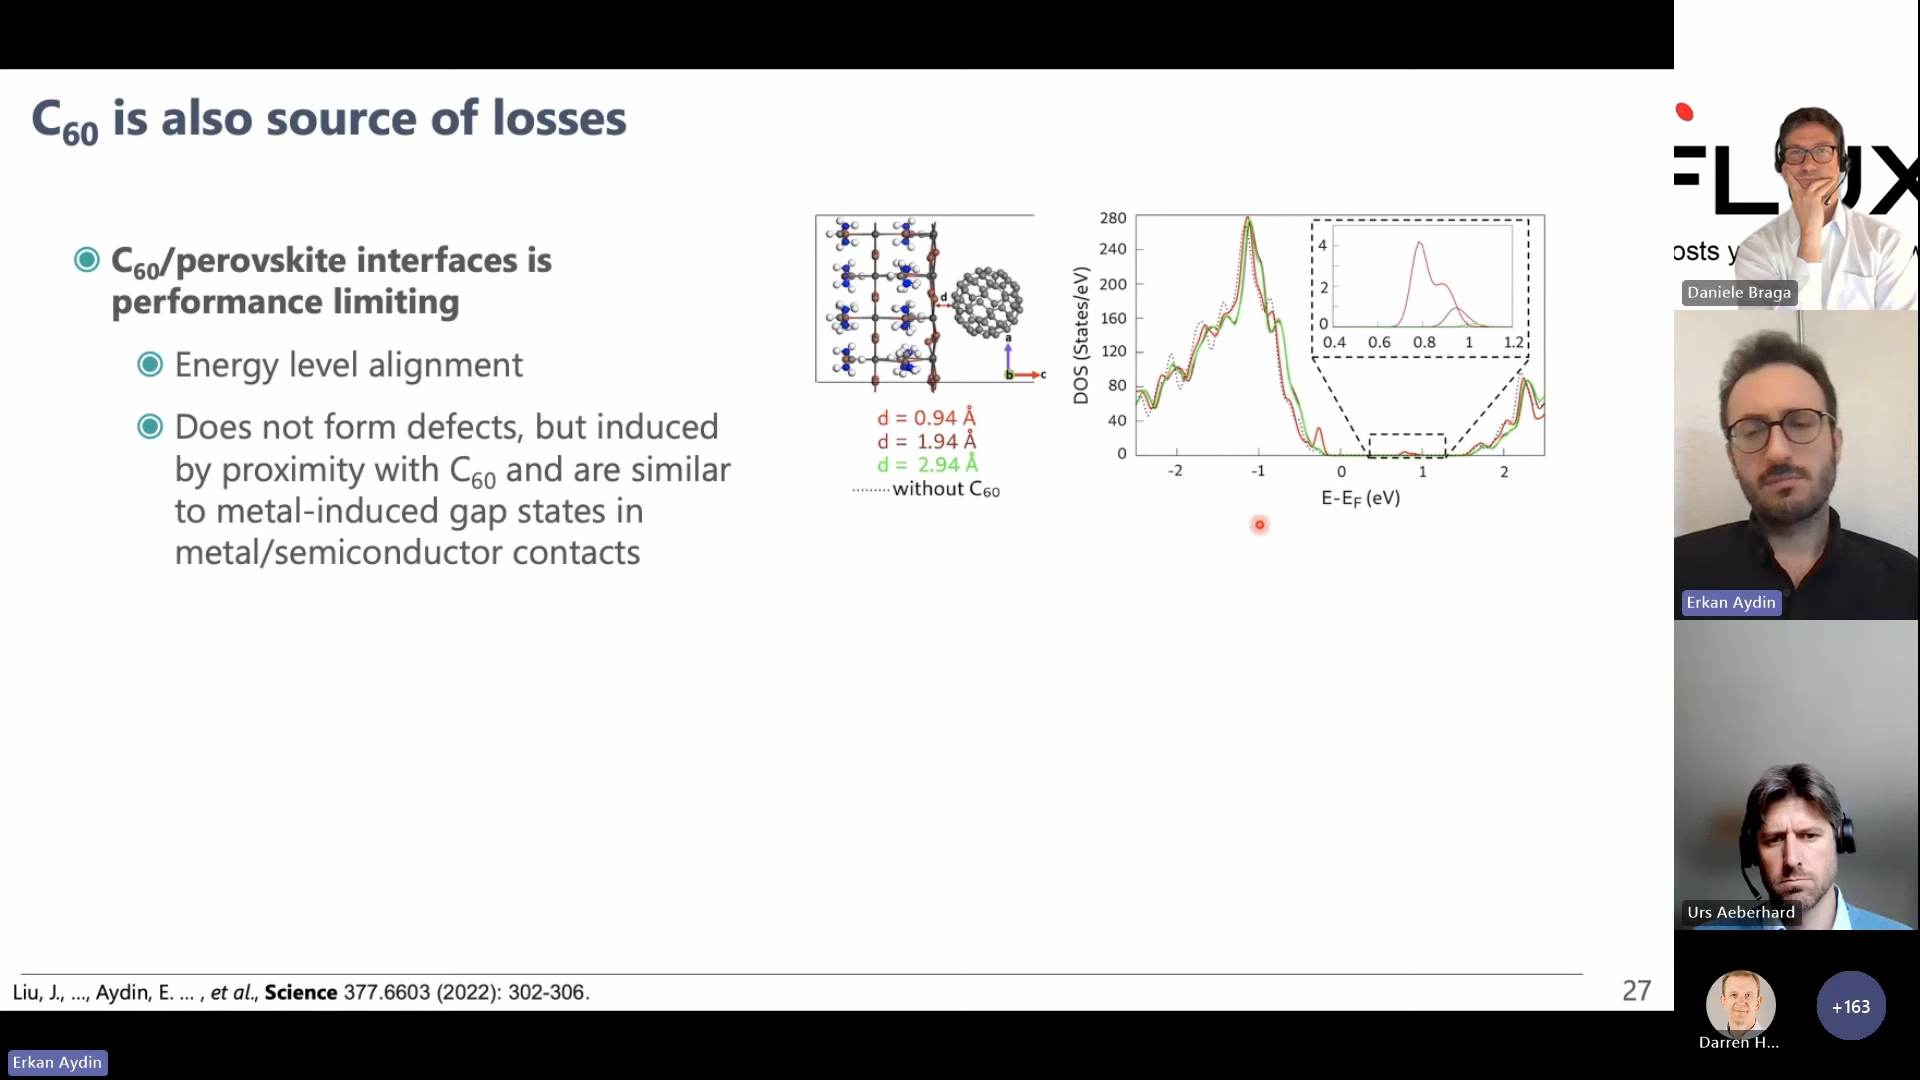 C60 is also source of losses
C60/perovskite interfaces is
performance limiting
Energy level alignment
Does not form defects, but induced
by proximity with C60 and are similar
to metal-induced gap states in
metal/semiconductor contacts
d
a
b
c
d = 0.94 Å
d = 1.94 Å
d = 2.94 Å
without C60
DOS (States/eV)
280
240
200
160
120
80
40
0
-2 -1 0 1 2
E-EF (eV)
4
2
0
0.4 0.6 0.8 1 1.2
Liu, J., ..., Aydin, E. ... , et al., Science 377.6603 (2022): 302-306.
27
Erkan Aydin
FLUX
osts y
Daniele Braga
Erkan Aydin
Urs Aeberhard
Darren H...
+163